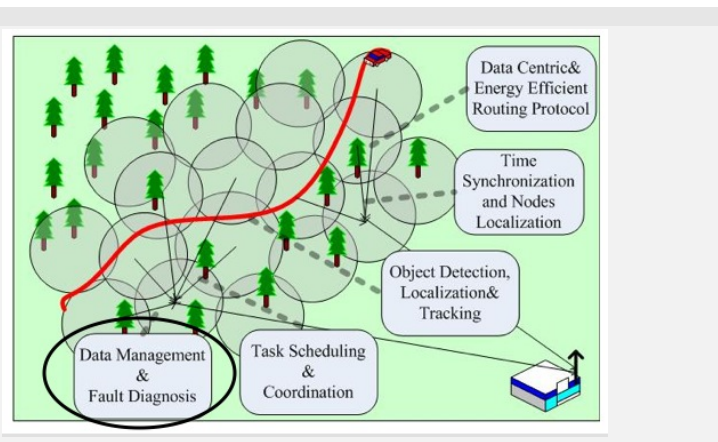 Data Centric&
Energy Efficient
Routing Protocol
Time
Synchronization
and Nodes
Localization
Object Detection,
Localization&
Tracking
Task Scheduling
&
Coordination
Data Management
&
Fault Diagnosis